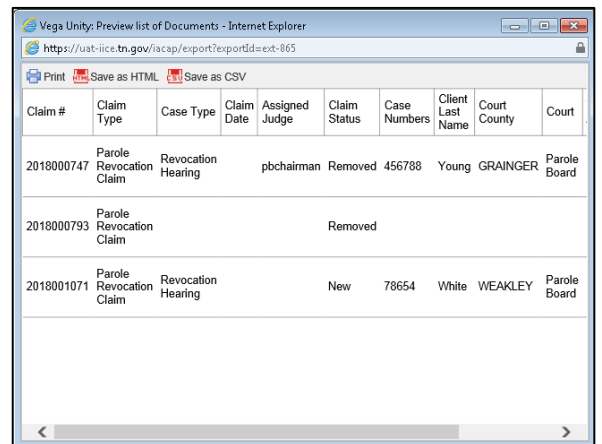 Vega Unity: Preview list of Documents - Internet Explorer
https://uat-iice.tn.gov/iacap/export?exportId=ext-865
Print HTML Save as HTML CSV Save as CSV
Claim # Claim Type Case Type Claim Date Assigned Judge Claim Status Case Numbers Client Last Name Court County Court
2018000747 Parole Revocation Claim Revocation Hearing pbchairman Removed 456788 Young GRAINGER Parole Board
2018000793 Parole Revocation Claim Removed
2018001071 Parole Revocation Claim Revocation Hearing New 78654 White WEAKLEY Parole Board